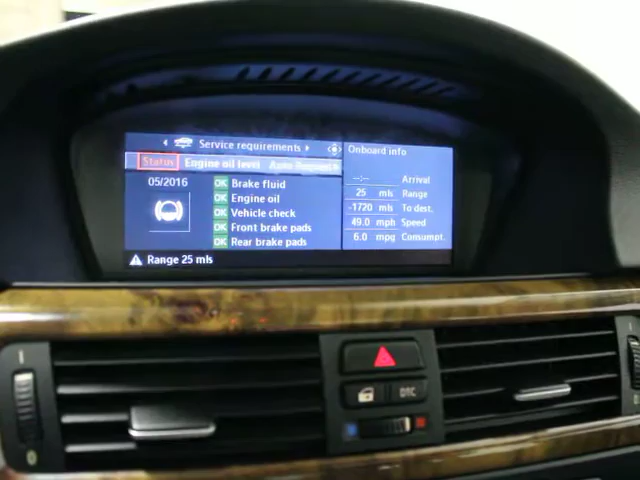 Service requirements
Status Engine oil level
05/2016
OK Brake fluid
OK Engine oil
OK Vehicle check
OK Front brake pads
OK Rear brake pads
Range 25 mls
Onboard info
--:-- Arrival
25 mls Range
-1720 mls To dest.
49.0 mph Speed
6.0 mpg Consumpt.
DTC
0